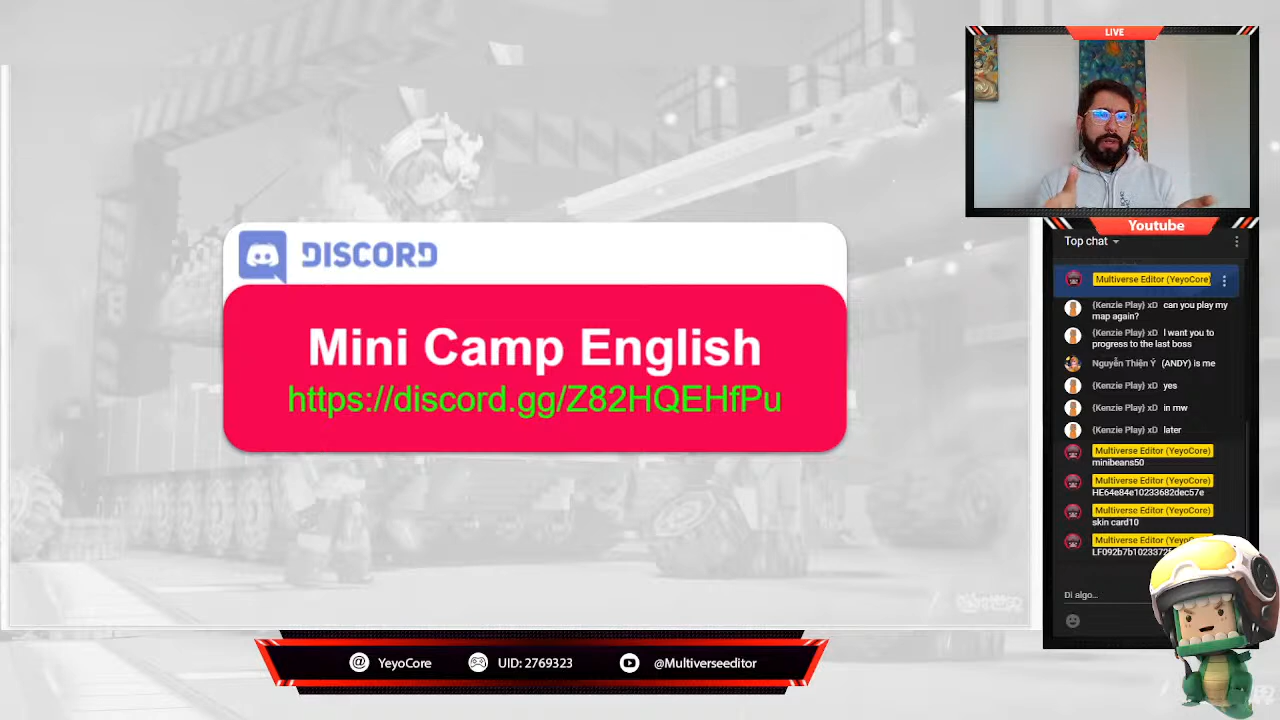 LIVE
DISCORD
Mini Camp English
https://discord.gg/Z82HQEHfPu
Youtube
Top chat
Multiverse Editor (YeyoCore)
{Kenzie Play} xD can you play my
map again?
{Kenzie Play} xD I want you to
progress to the last boss
Nguyễn Thiện Ý (ANDY) is me
{Kenzie Play} xD yes
{Kenzie Play} xD in mw
{Kenzie Play} xD later
Multiverse Editor (YeyoCore)
minibeans50
Multiverse Editor (YeyoCore)
HE64e84e10233682dec57e
Multiverse Editor (YeyoCore)
skin card10
Multiverse Editor (YeyoCore)
Di algo...
YeyoCore
UID: 2769323
@Multiverseeditor